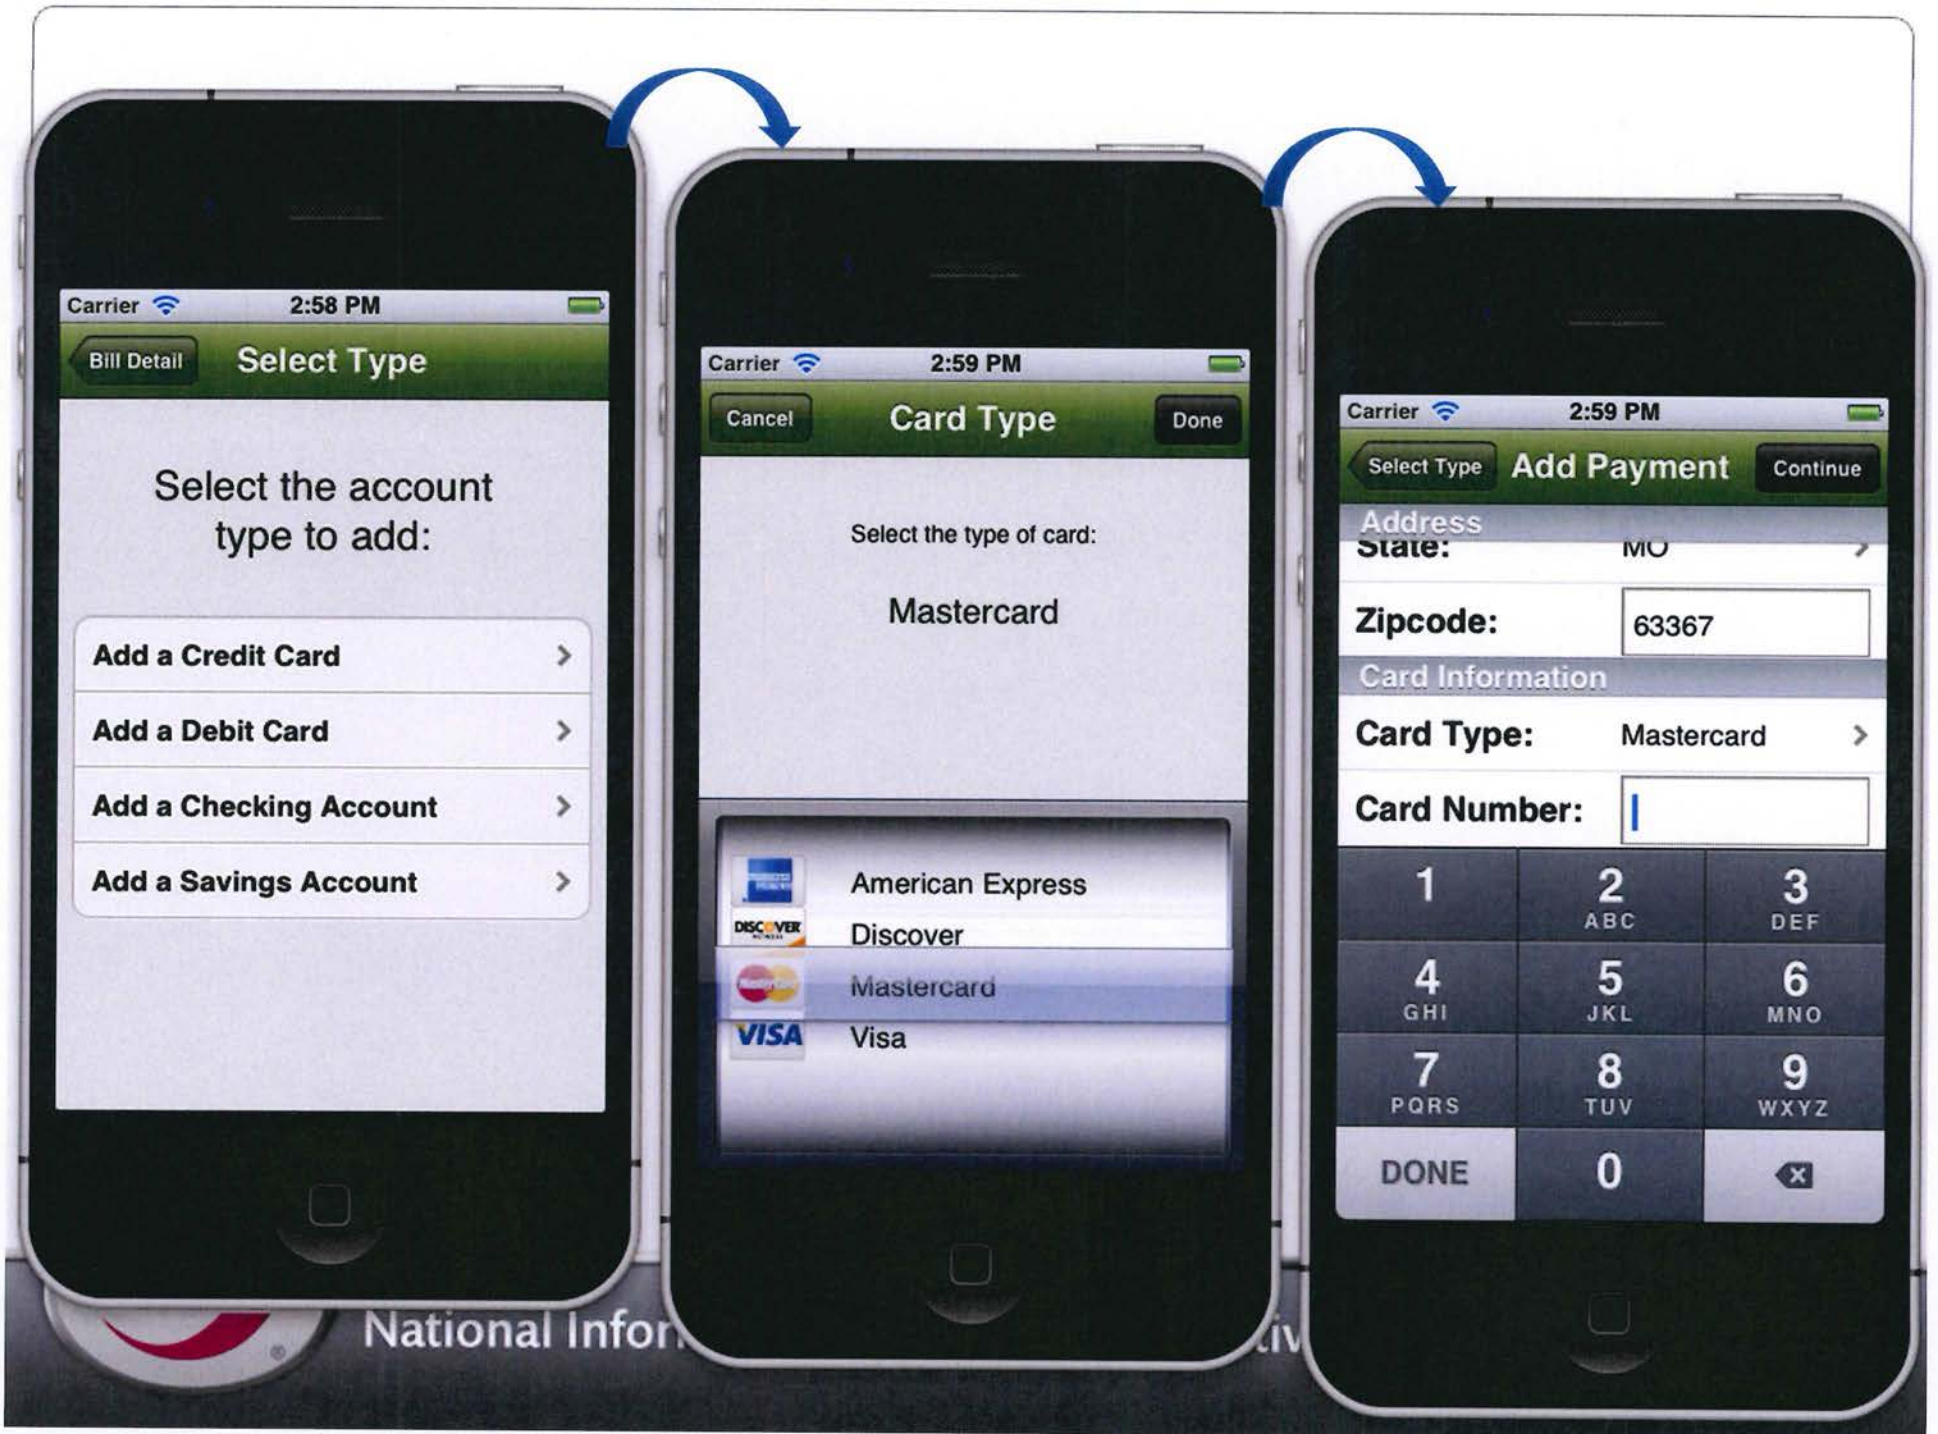 Carrier 2:58 PM
Bill Detail Select Type
Select the account
type to add:
Add a Credit Card
Add a Debit Card
Add a Checking Account
Add a Savings Account
Carrier 2:59 PM
Cancel Card Type Done
Select the type of card:
Mastercard
American Express
DISCOVER Discover
MasterCard Mastercard
VISA Visa
Carrier 2:59 PM
Select Type Add Payment Continue
Address
State: MO
Zipcode: 63367
Card Information
Card Type: Mastercard
Card Number:
1 2 3
ABC DEF
4 5 6
GHI JKL MNO
7 8 9
PQRS TUV WXYZ
DONE 0
National Infor
®